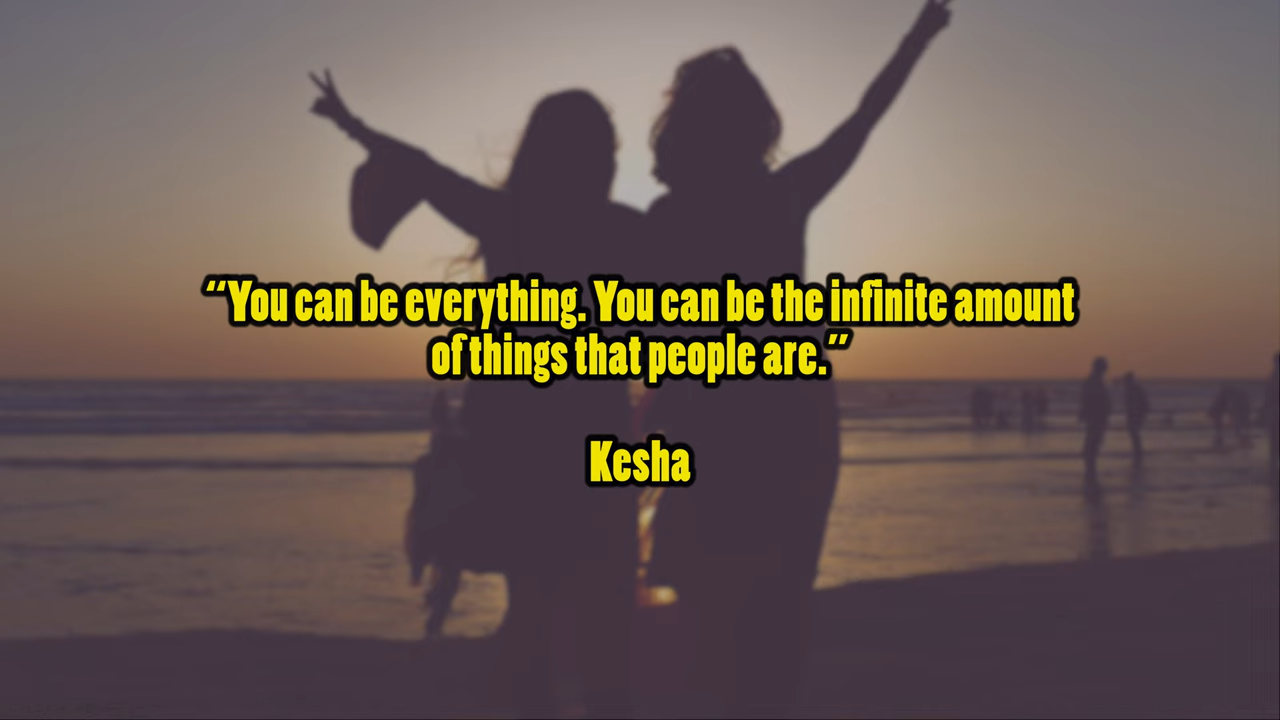 “You can be everything. You can be the infinite amount
of things that people are.”
Kesha